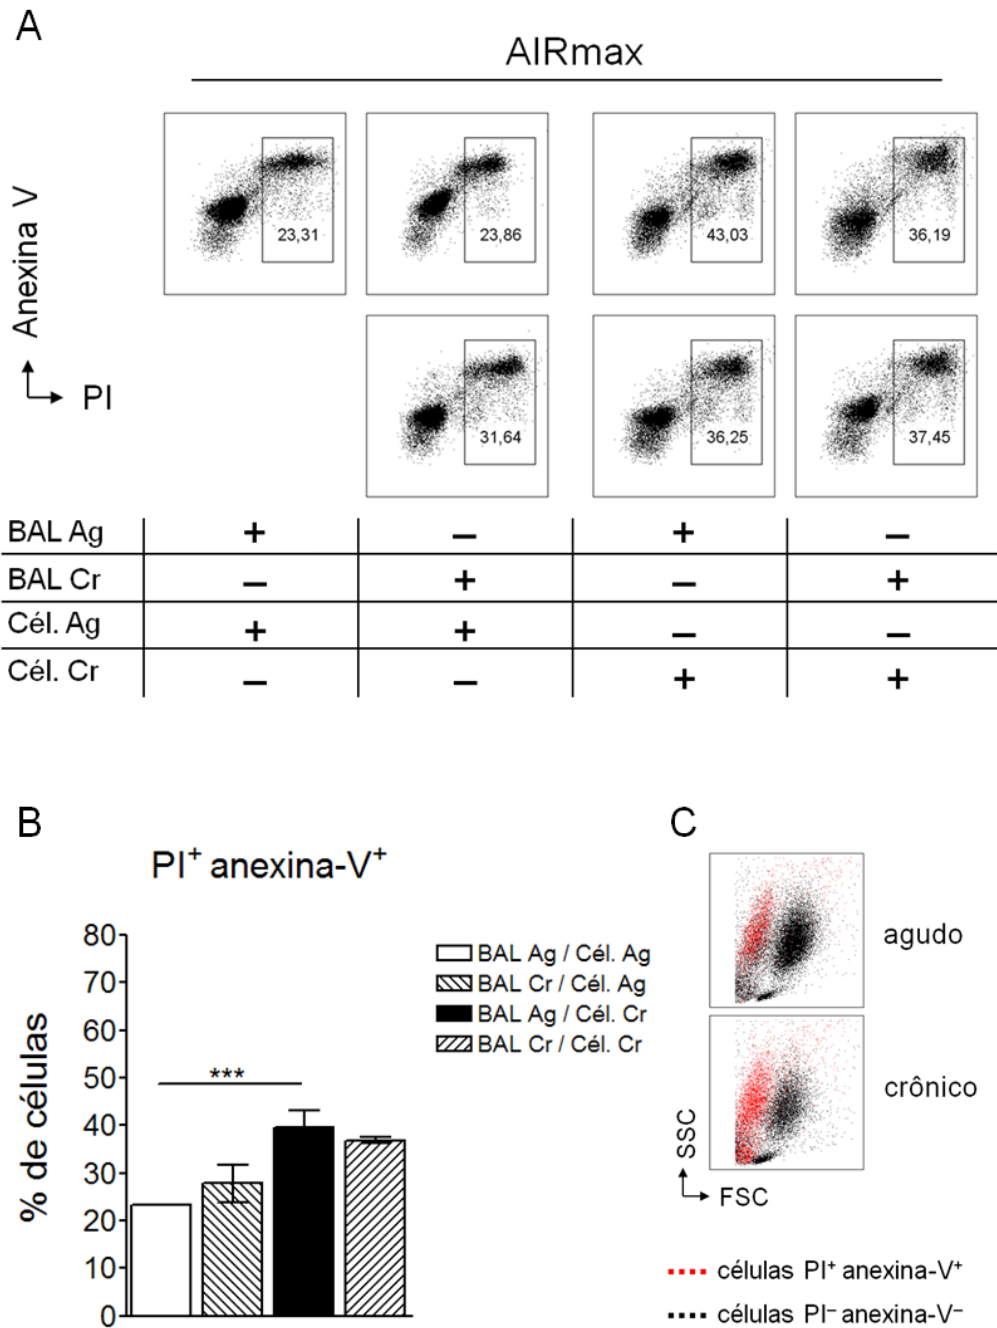 A
AIRmax
Anexina V
PI
23,31
23,86
43,03
36,19
31,64
36,25
37,45
BAL Ag + – + –
BAL Cr – + – +
Cél. Ag + + – –
Cél. Cr – – + +
B
PI⁺ anexina-V⁺
% de células
80
70
60
50
40
30
20
10
0
***
BAL Ag / Cél. Ag
BAL Cr / Cél. Ag
BAL Ag / Cél. Cr
BAL Cr / Cél. Cr
C
agudo
crônico
SSC
FSC
células PI⁺ anexina-V⁺
células PI⁻ anexina-V⁻